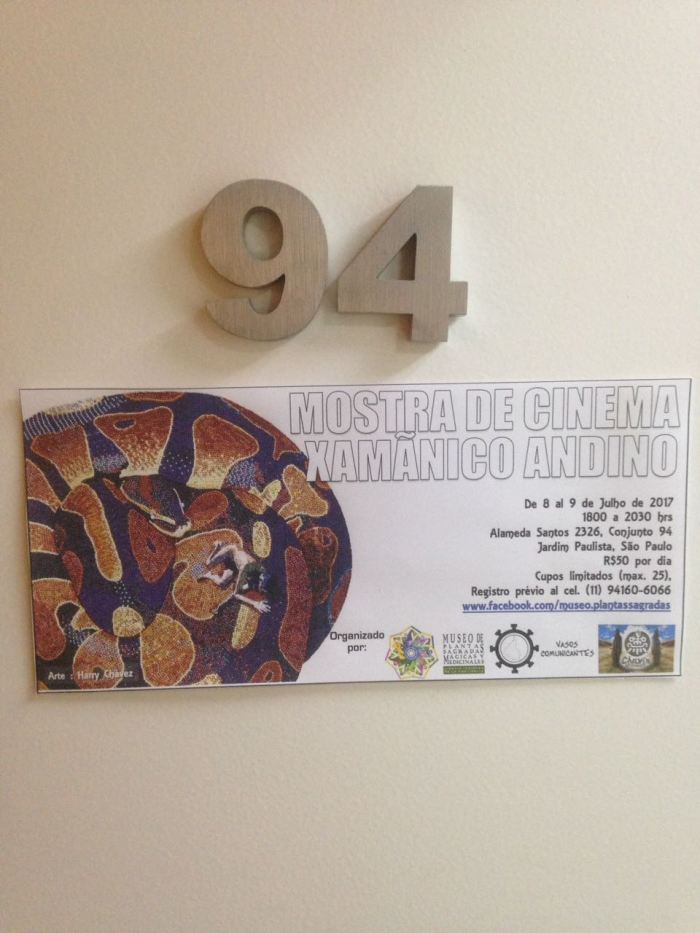 94
MOSTRA DE CINEMA
XAMÃNICO ANDINO
De 8 al 9 de Julho de 2017
1800 a 2030 hrs
Alameda Santos 2326, Conjunto 94
Jardim Paulista, São Paulo
R$50 por dia
Cupos limitados (max. 25),
Registro prévio al cel. (11) 94160-6066
www.facebook.com/museo.plantassagradas
Organizado
por:
MUSEO DE
PLANTAS
SAGRADAS
MAGICAS Y
MEDICINALES
VASOS
COMUNICANTES
Chavín
Arte : Harry Chavez